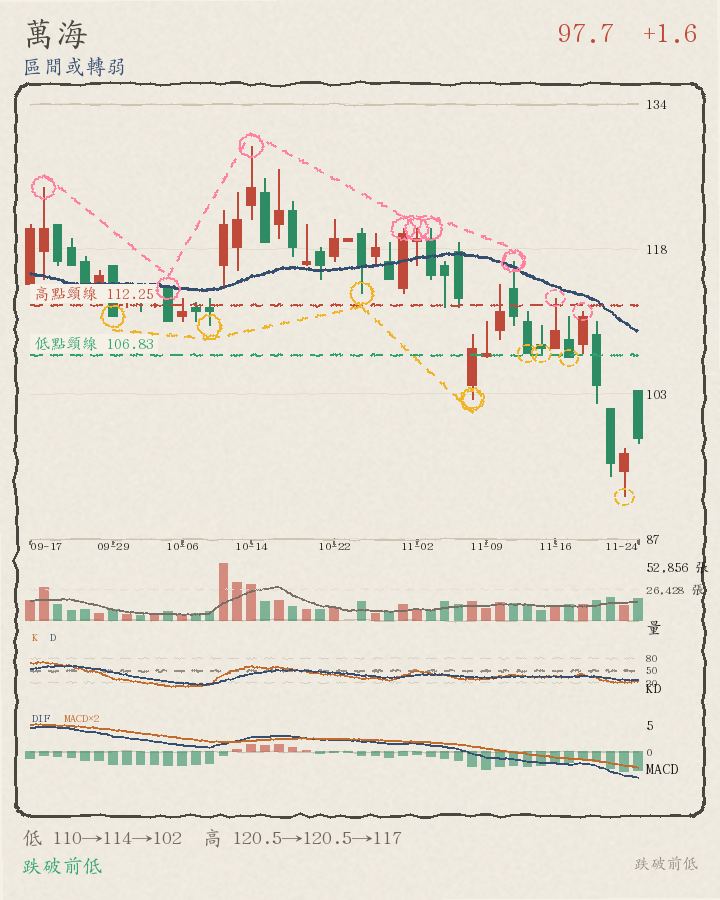 萬海
97.7 +1.6
區間或轉弱
134
118
高點頸線 112.25
低點頸線 106.83
103
87
09-17 09-29 10-06 10-14 10-22 11-02 11-09 11-16 11-24
52,856 張
26,428 張
量
K D
80
50
20
KD
DIF MACD×2
5
0
MACD
低 110→114→102 高 120.5→120.5→117
跌破前低
跌破前低